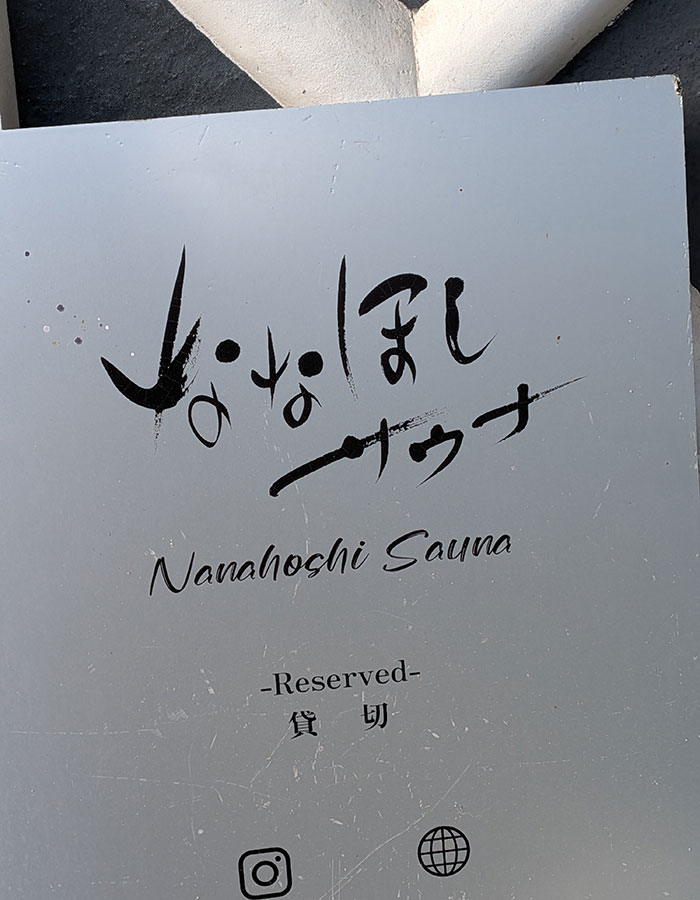 ななほし
サウナ
Nanahoshi Sauna
-Reserved-
貸 切